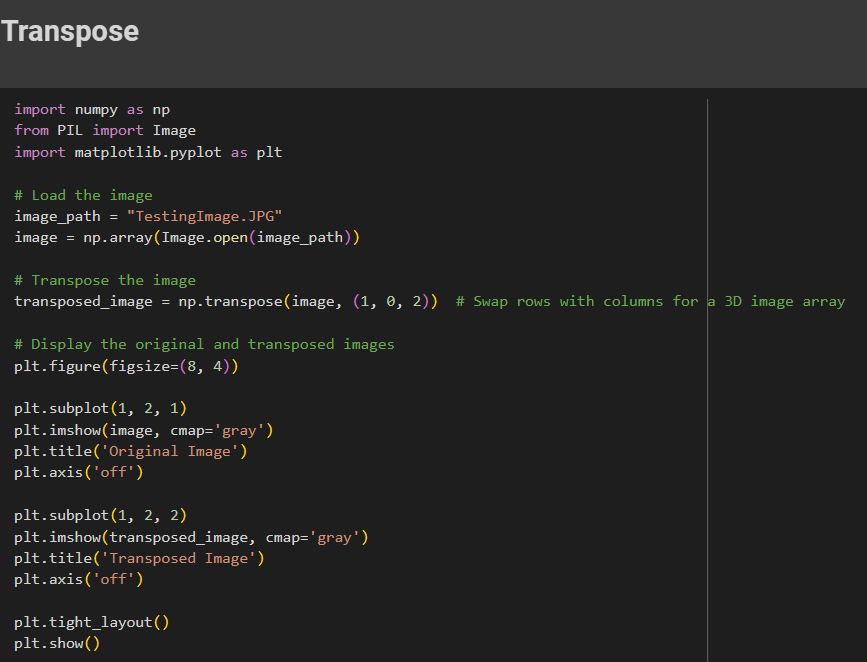 Transpose
import numpy as np
from PIL import Image
import matplotlib.pyplot as plt
# Load the image
image_path = "TestingImage.JPG"
image = np.array(Image.open(image_path))
# Transpose the image
transposed_image = np.transpose(image, (1, 0, 2))  # Swap rows with columns for a 3D image array
# Display the original and transposed images
plt.figure(figsize=(8, 4))
plt.subplot(1, 2, 1)
plt.imshow(image, cmap='gray')
plt.title('Original Image')
plt.axis('off')
plt.subplot(1, 2, 2)
plt.imshow(transposed_image, cmap='gray')
plt.title('Transposed Image')
plt.axis('off')
plt.tight_layout()
plt.show()